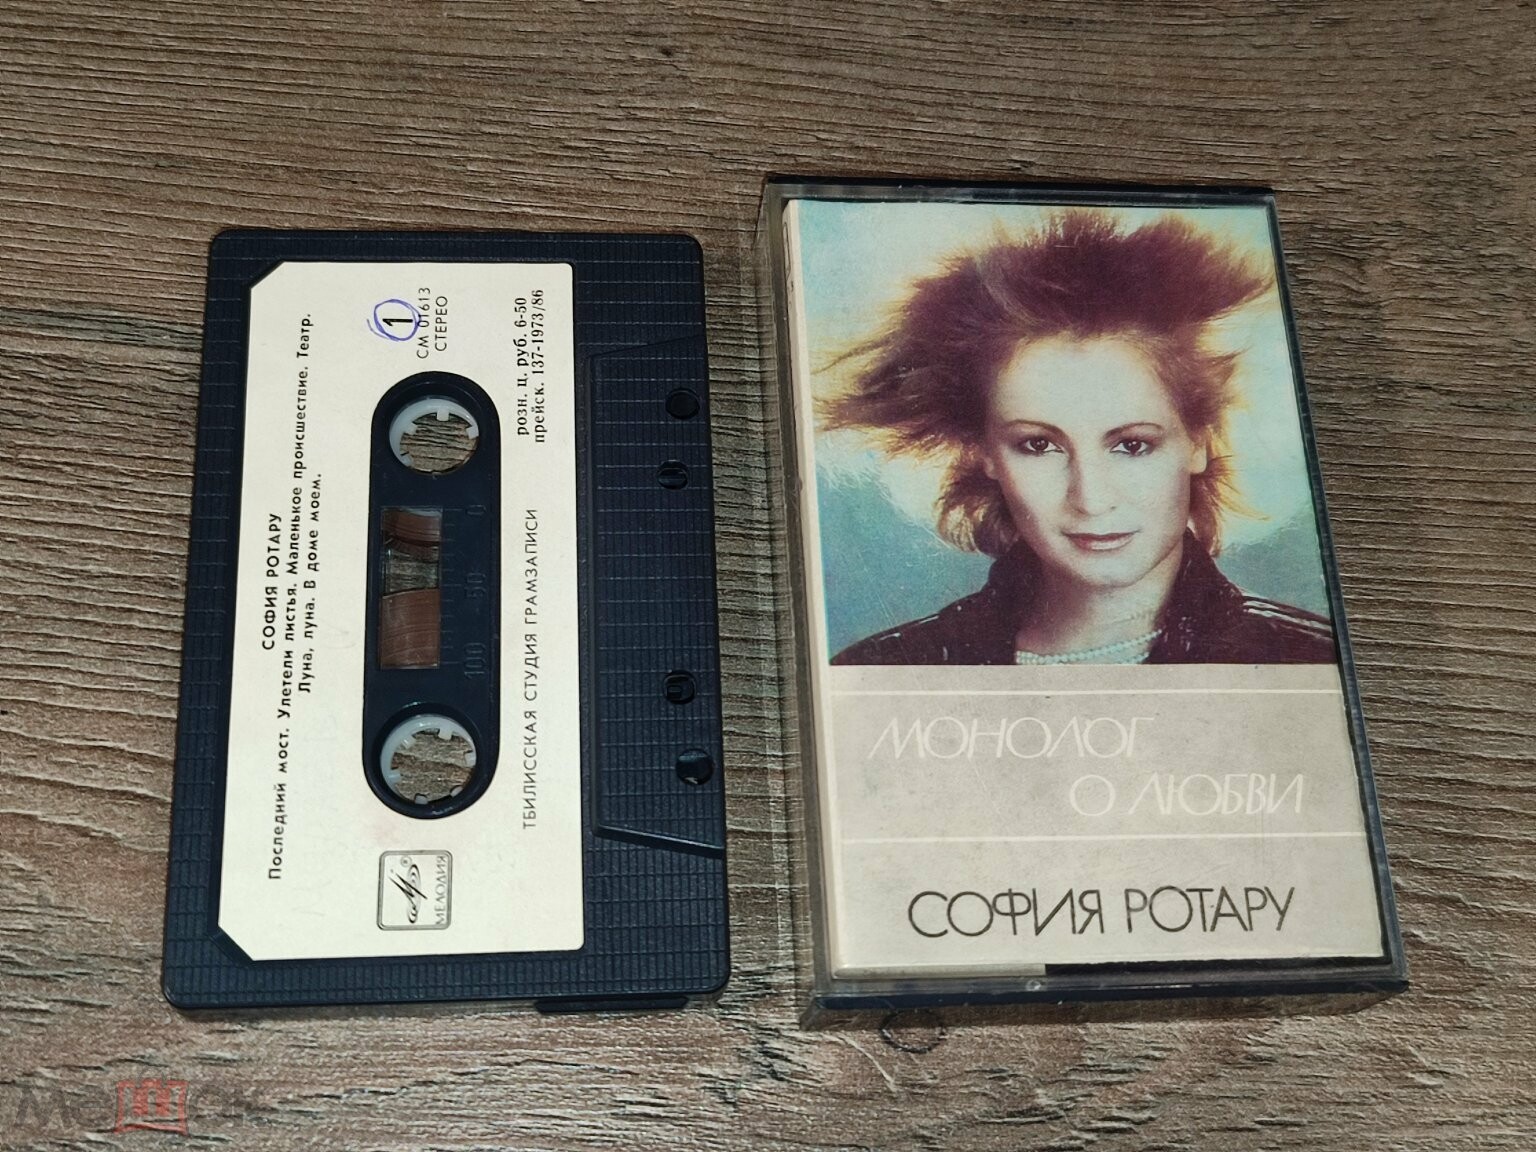 СОФИЯ РОТАРУ
Последний мост. Улетели листья. Маленькое происшествие. Театр.
Луна, луна. В доме моем.
1
СМ 01613
СТЕРЕО
розн. ц. руб. 6-50
прейск. 137-1973/86
100 50 0
ТБИЛИССКАЯ СТУДИЯ ГРАМЗАПИСИ
МЕЛОДИЯ
МОНОЛОГ
О ЛЮБВИ
СОФИЯ РОТАРУ
Мешок